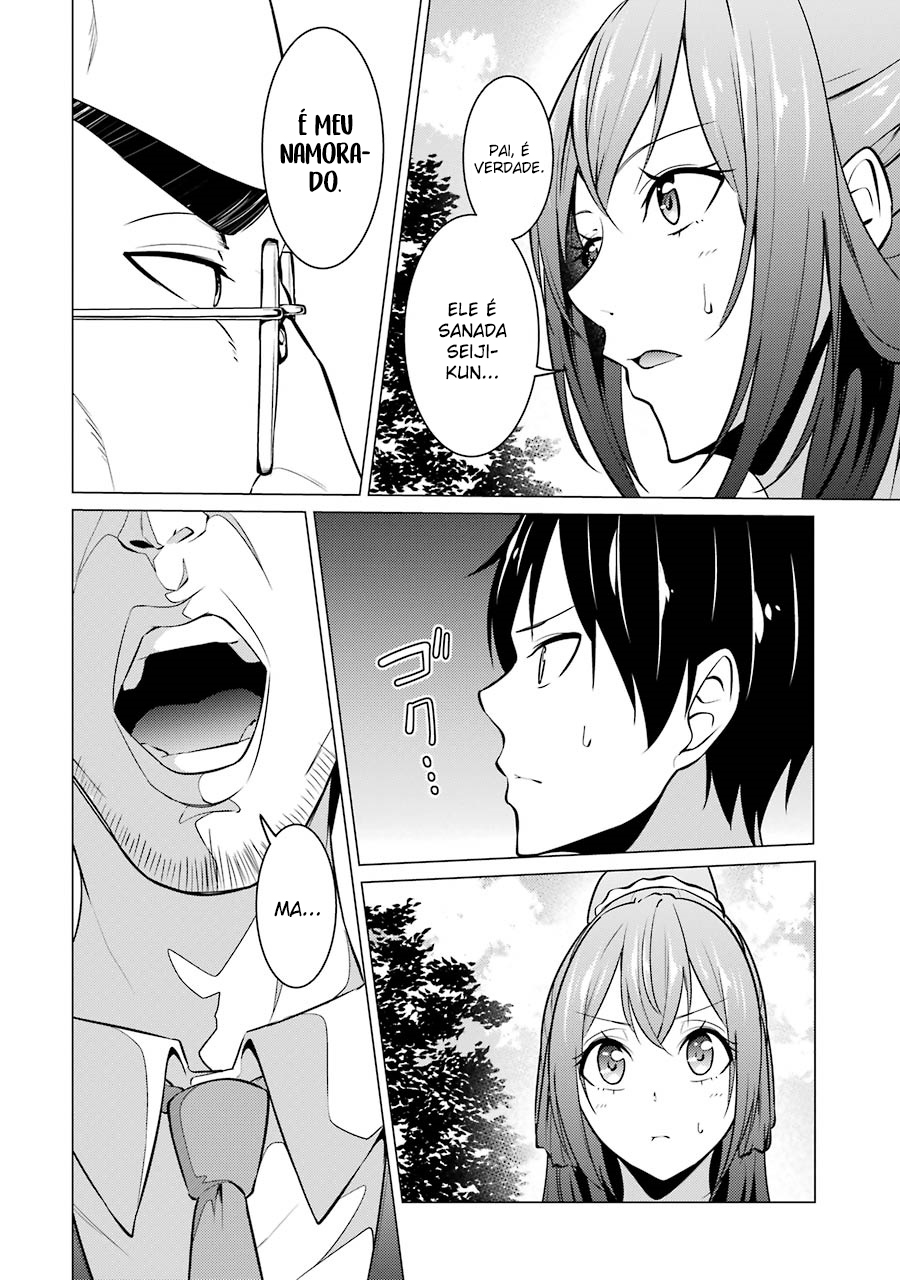 PAI, É
VERDADE.
ELE É
SANADA
SEIJI-
KUN...
É MEU
NAMORA-
DO.
ゴク...
MA...